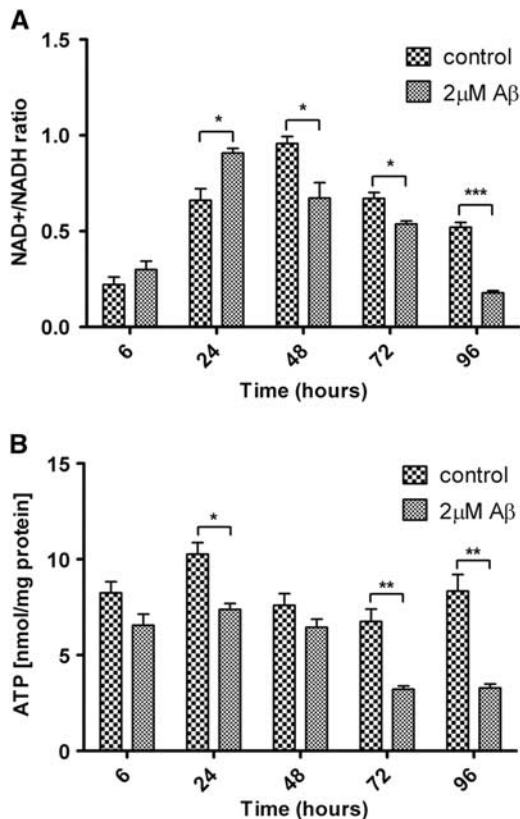 A
1.5
control
2μM Aβ
* *
1.0
*
***
0.5
0.0
NAD+/NADH ratio
6 24 48 72 96
Time (hours)
B
15
control
2μM Aβ
*
10
** **
5
0
ATP [nmol/mg protein]
6 24 48 72 96
Time (hours)